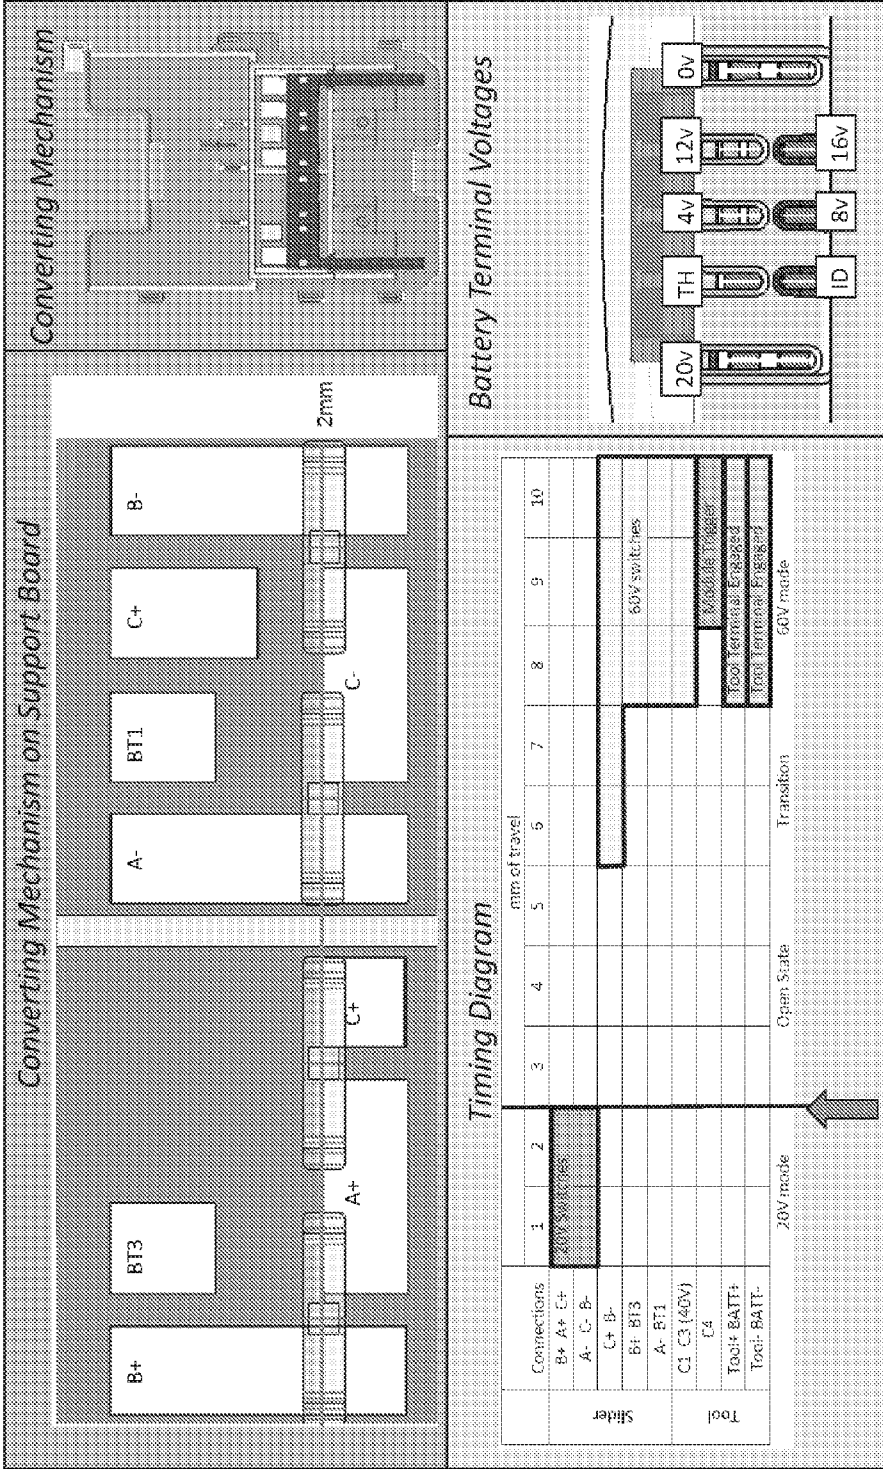 Converting Mechanism on Support Board
B+
BT3
A+
C+
A-
BT1
C-
C+
B-
2mm
Converting Mechanism
Timing Diagram
mm of travel
Connections 1 2 3 4 5 6 7 8 9 10
Slider
B+ A+ C+
20V Switches
A- C- B-
C+ B-
B+ BT3
60V switches
A- BT1
Tool
C1 C3 (40V)
C4
Module Trigger
Tool+ BATT+
Tool Terminal Engaged
Tool- BATT-
Tool Terminal Engaged
20V mode
Open State
Transition
60V mode
Battery Terminal Voltages
20v
TH
4v
12v
0v
ID
8v
16v